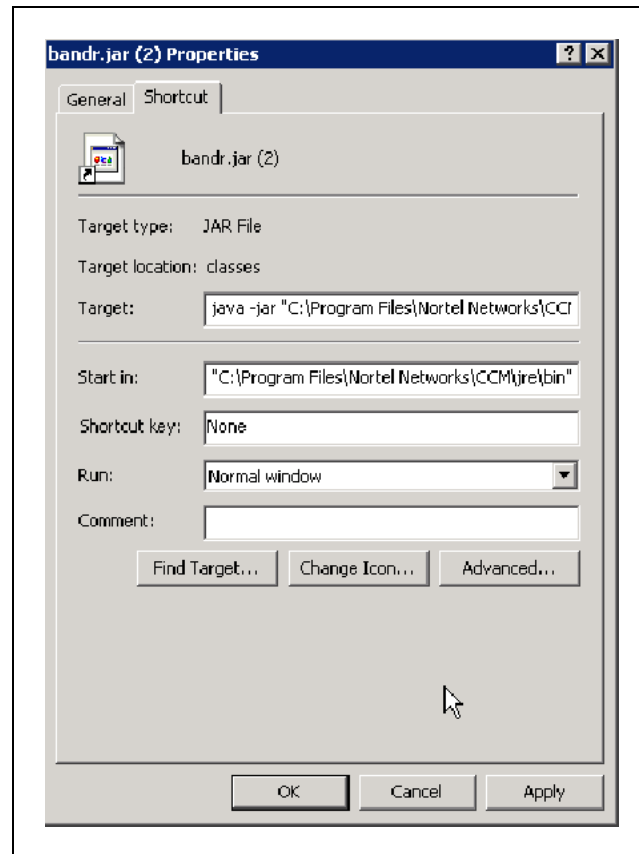 bandr.jar (2) Properties
General Shortcut
bandr.jar (2)
Target type: JAR File
Target location: classes
Target: java -jar "C:\Program Files\Nortel Networks\CCM
Start in: "C:\Program Files\Nortel Networks\CCM\jre\bin"
Shortcut key: None
Run: Normal window
Comment:
Find Target... Change Icon... Advanced...
OK Cancel Apply